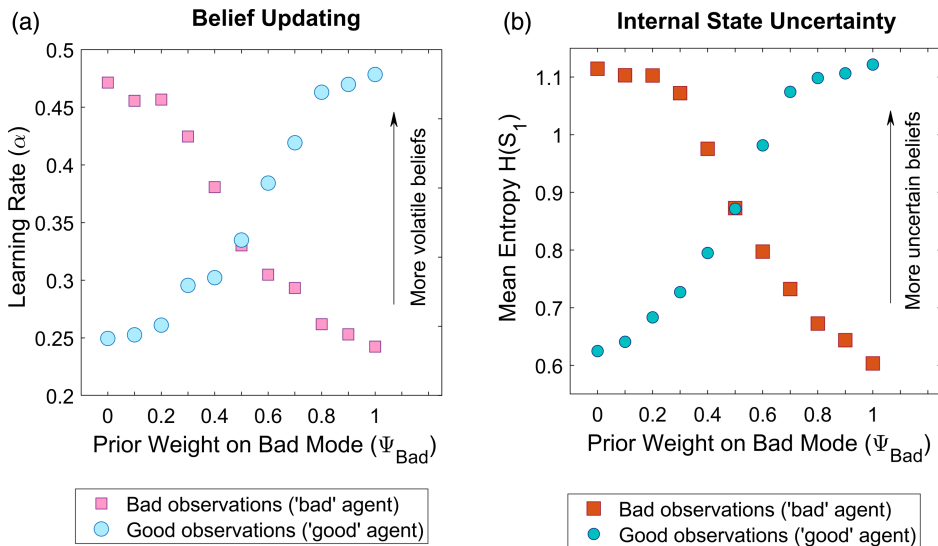 (a)
Belief Updating
0.5
0.45
0.4
0.35
0.3
0.25
0.2
Learning Rate (α)
More volatile beliefs
0 0.2 0.4 0.6 0.8 1
Prior Weight on Bad Mode (Ψ_Bad)
Bad observations ('bad' agent)
Good observations ('good' agent)
(b)
Internal State Uncertainty
1.1
1
0.9
0.8
0.7
0.6
Mean Entropy H(S_1)
More uncertain beliefs
0 0.2 0.4 0.6 0.8 1
Prior Weight on Bad Mode (Ψ_Bad)
Bad observations ('bad' agent)
Good observations ('good' agent)